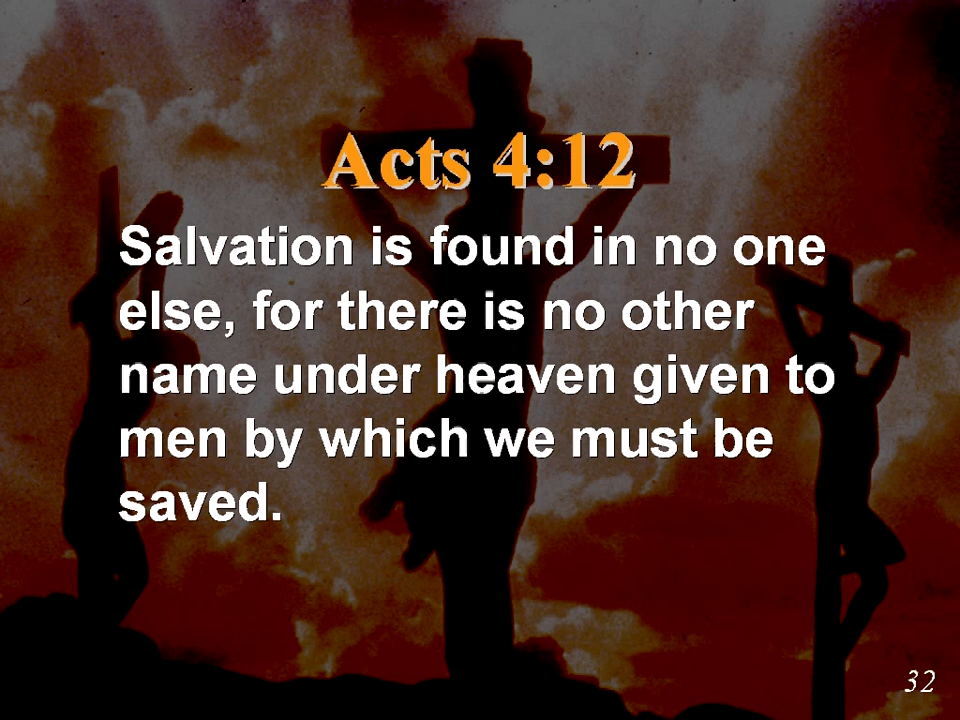 Acts 4:12
Salvation is found in no one
else, for there is no other
name under heaven given to
men by which we must be
saved.
32